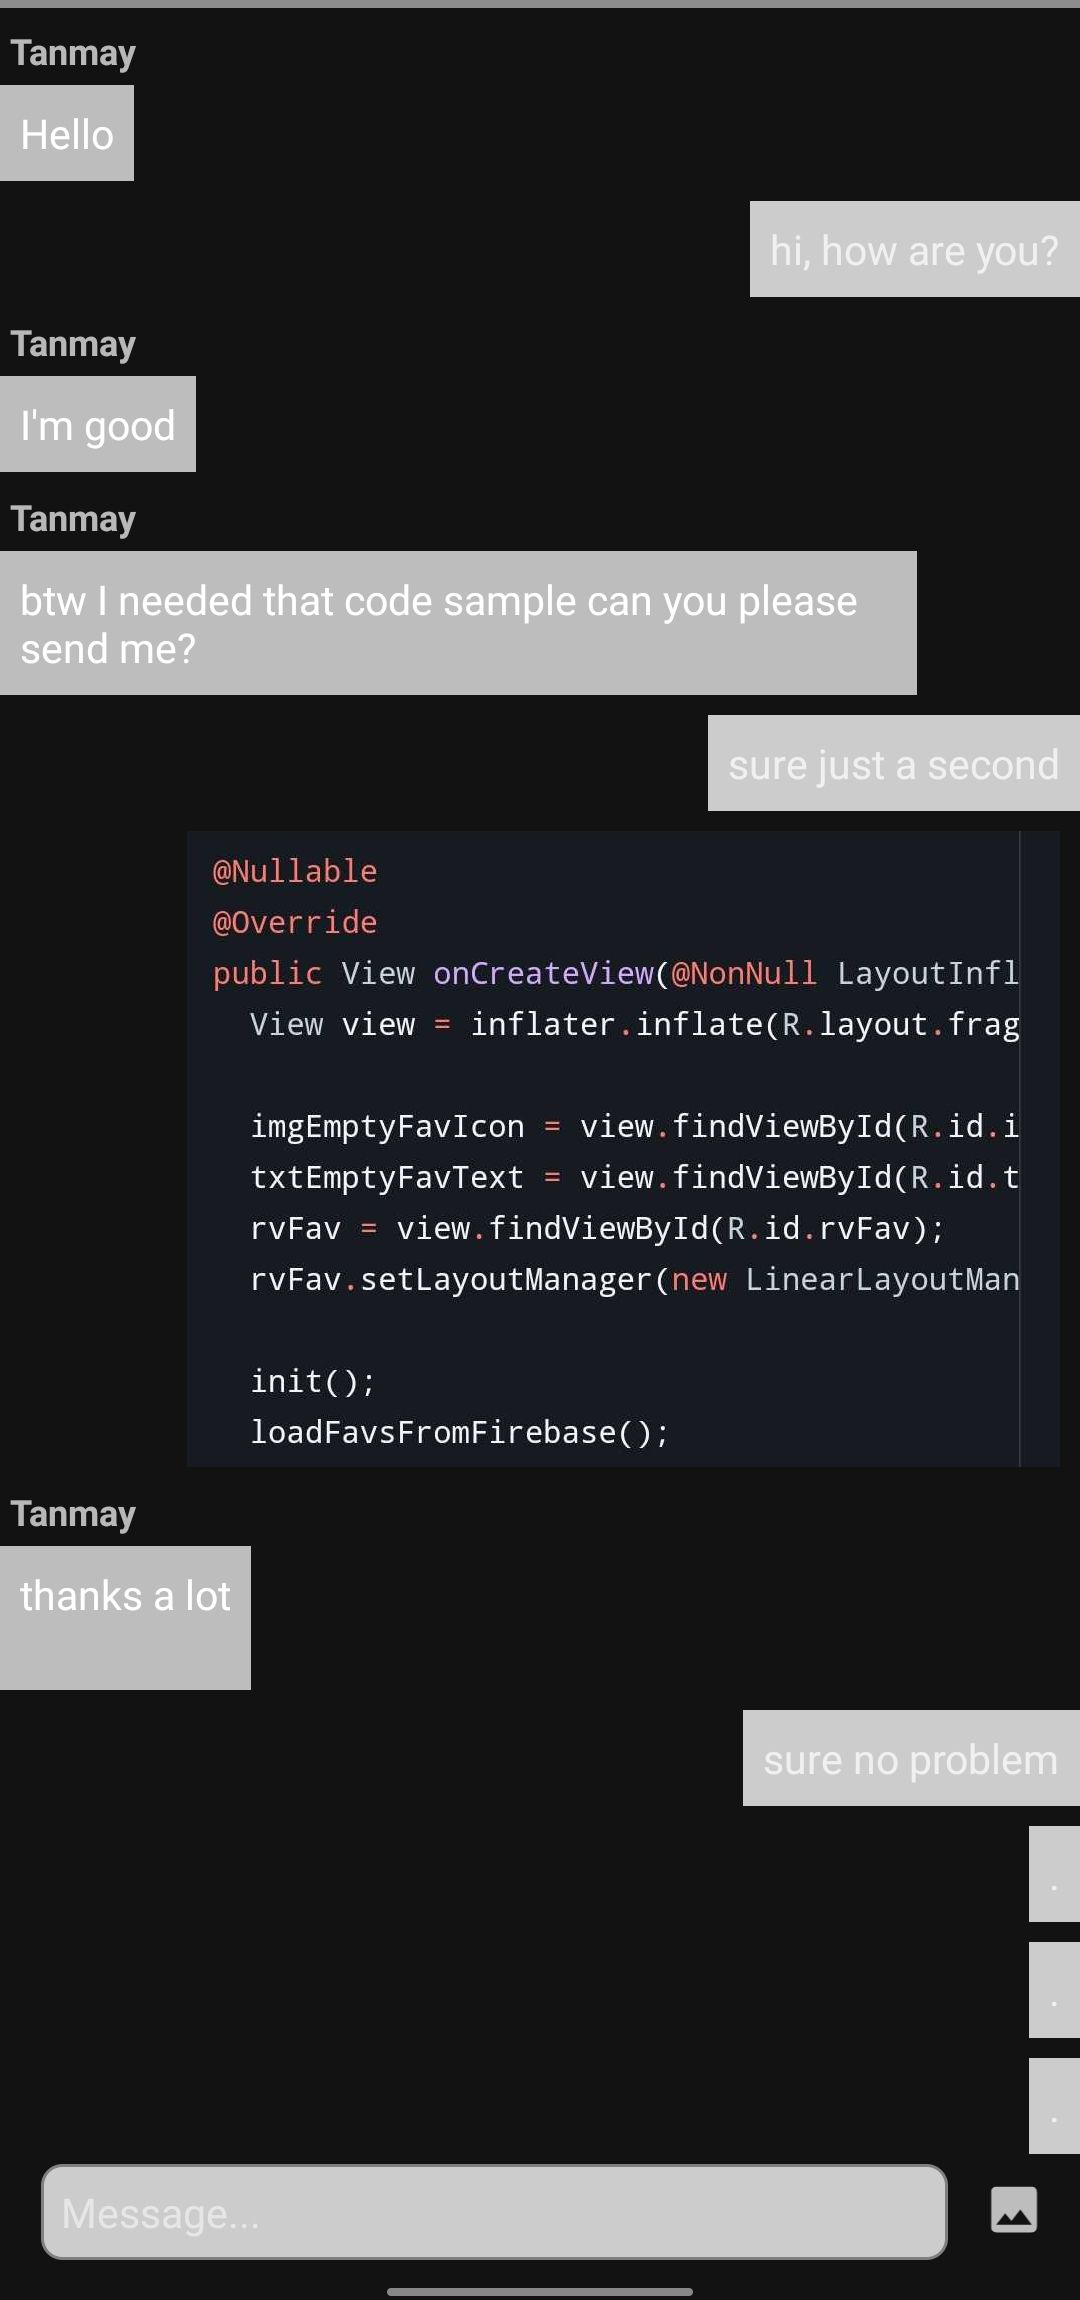 Tanmay
Hello
hi, how are you?
Tanmay
I'm good
Tanmay
btw I needed that code sample can you please
send me?
sure just a second
@Nullable
@Override
public View onCreateView(@NonNull LayoutInfl
View view = inflater.inflate(R.layout.frag
imgEmptyFavIcon = view.findViewById(R.id.i
txtEmptyFavText = view.findViewById(R.id.t
rvFav = view.findViewById(R.id.rvFav);
rvFav.setLayoutManager(new LinearLayoutMan
init();
loadFavsFromFirebase();
Tanmay
thanks a lot
sure no problem
.
.
.
Message...